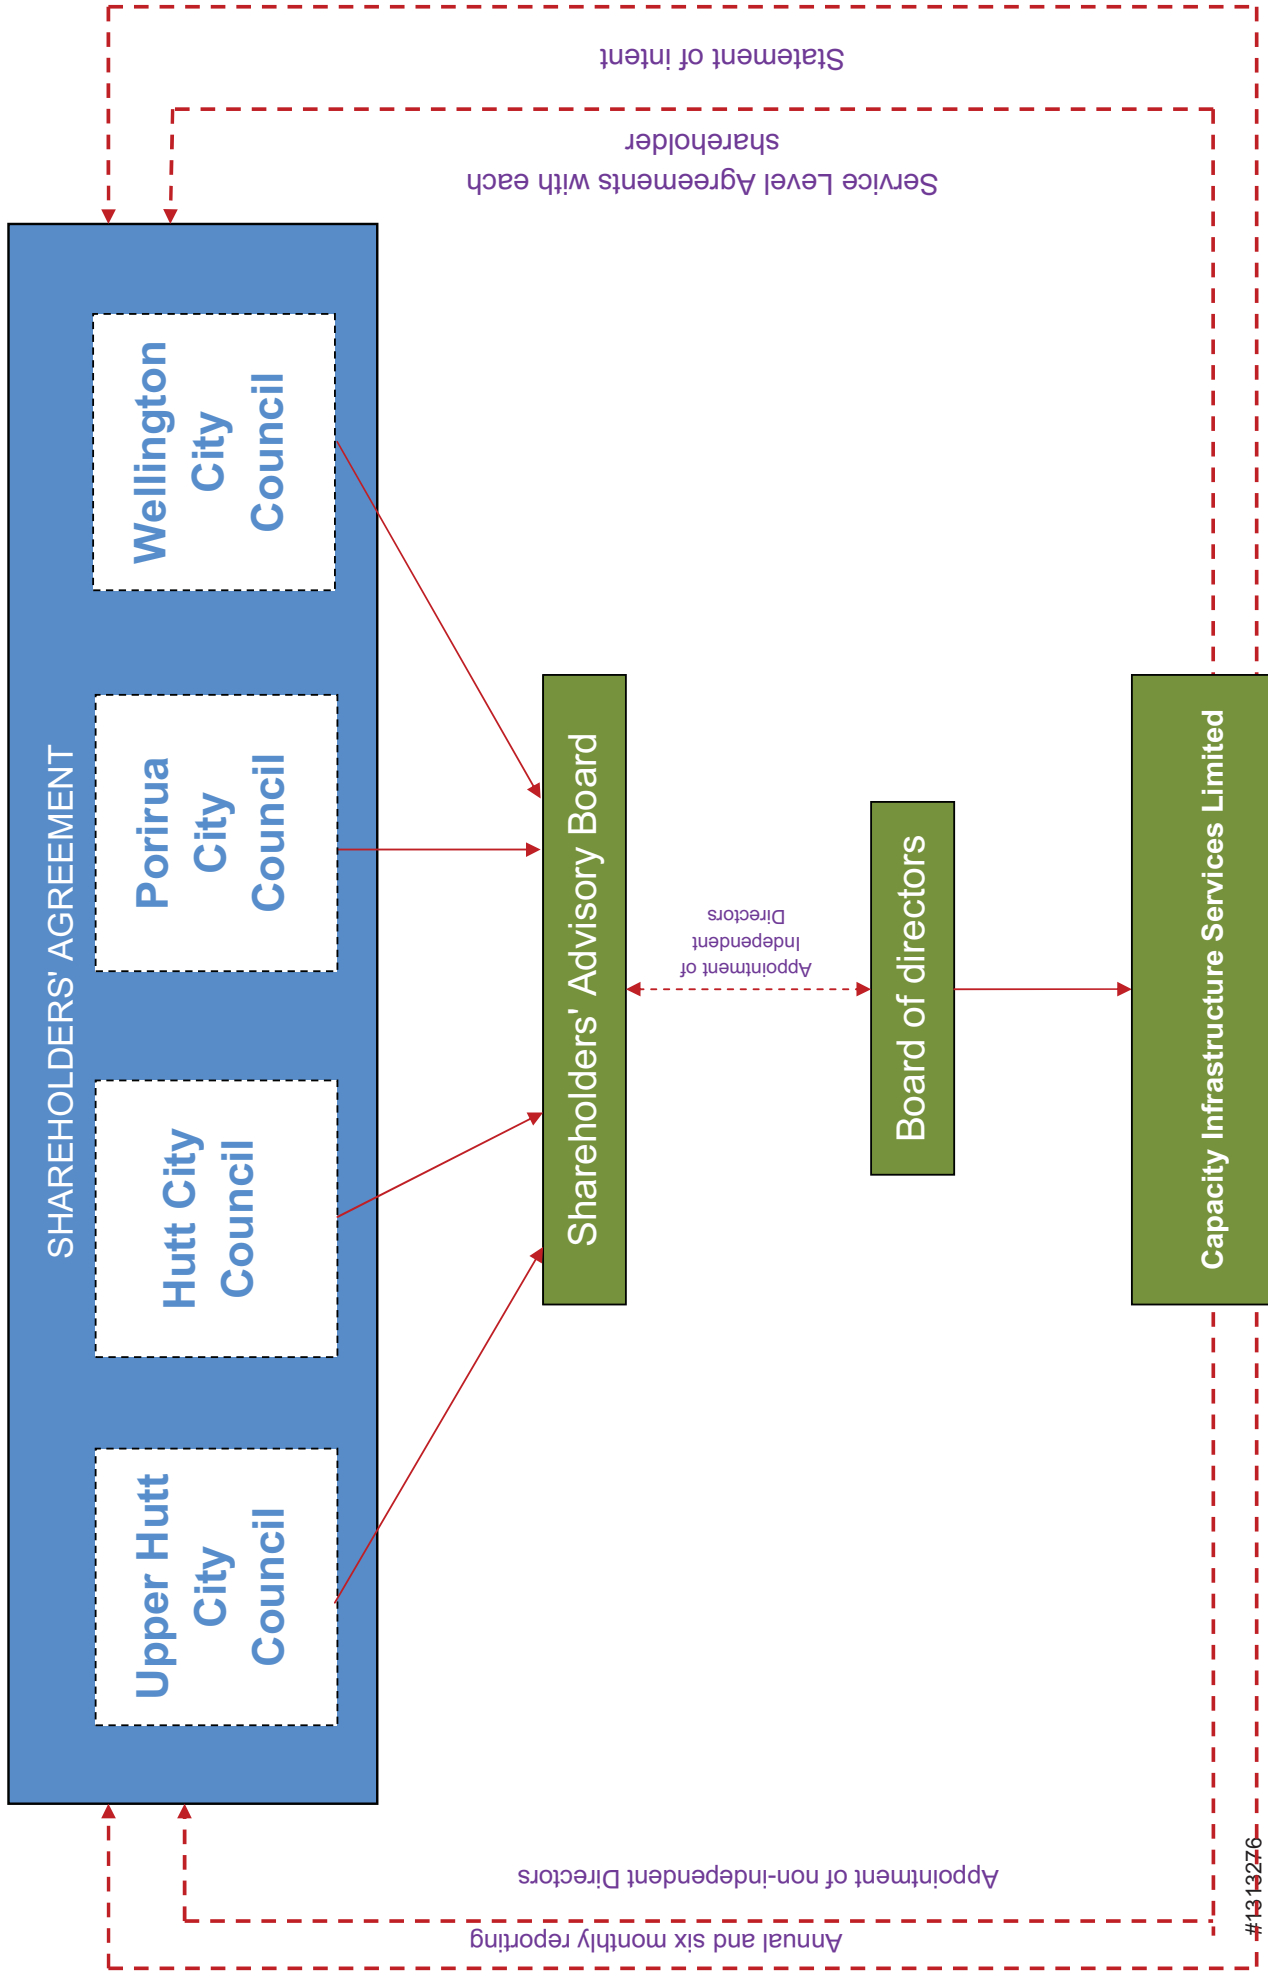 SHAREHOLDERS' AGREEMENT
Upper Hutt
City
Council
Hutt City
Council
Porirua
City
Council
Wellington
City
Council
Shareholders' Advisory Board
Appointment of
Independent
Directors
Board of directors
Capacity Infrastructure Services Limited
Annual and six monthly reporting
Appointment of non-independent Directors
Service Level Agreements with each
shareholder
Statement of intent
#1313276